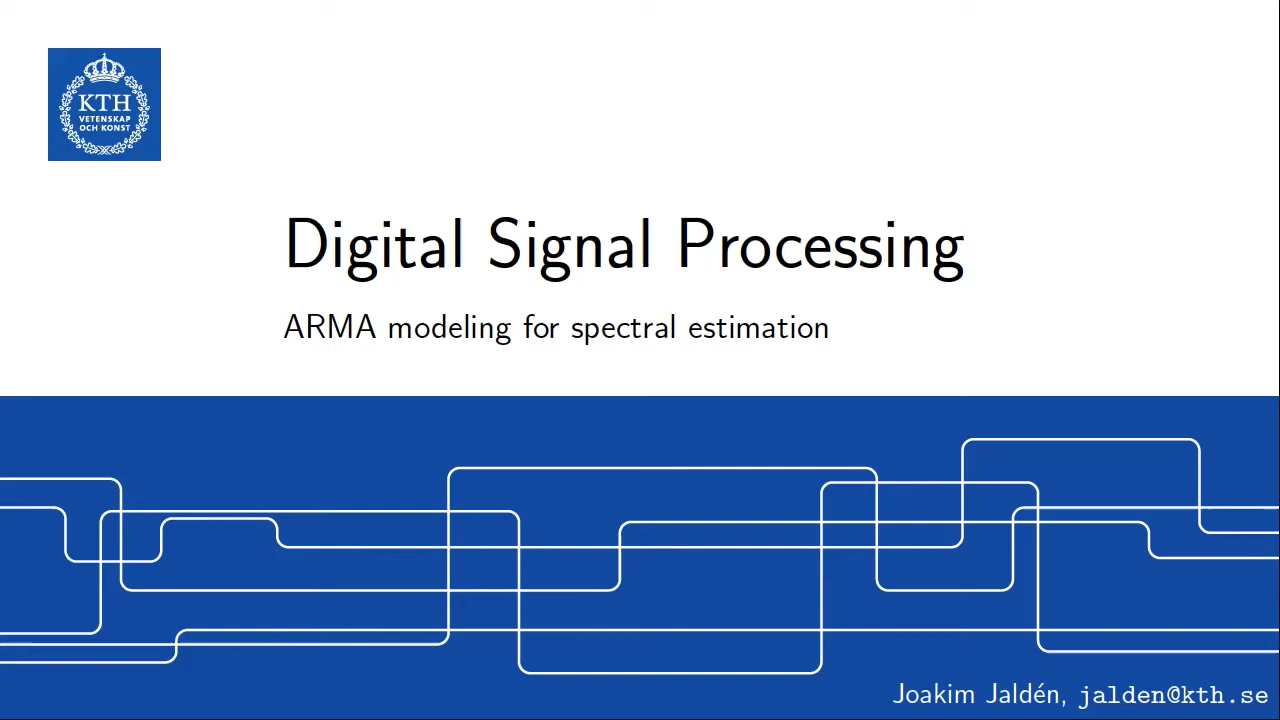 KTH
VETENSKAP
OCH KONST
Digital Signal Processing
ARMA modeling for spectral estimation
Joakim Jaldén, jalden@kth.se